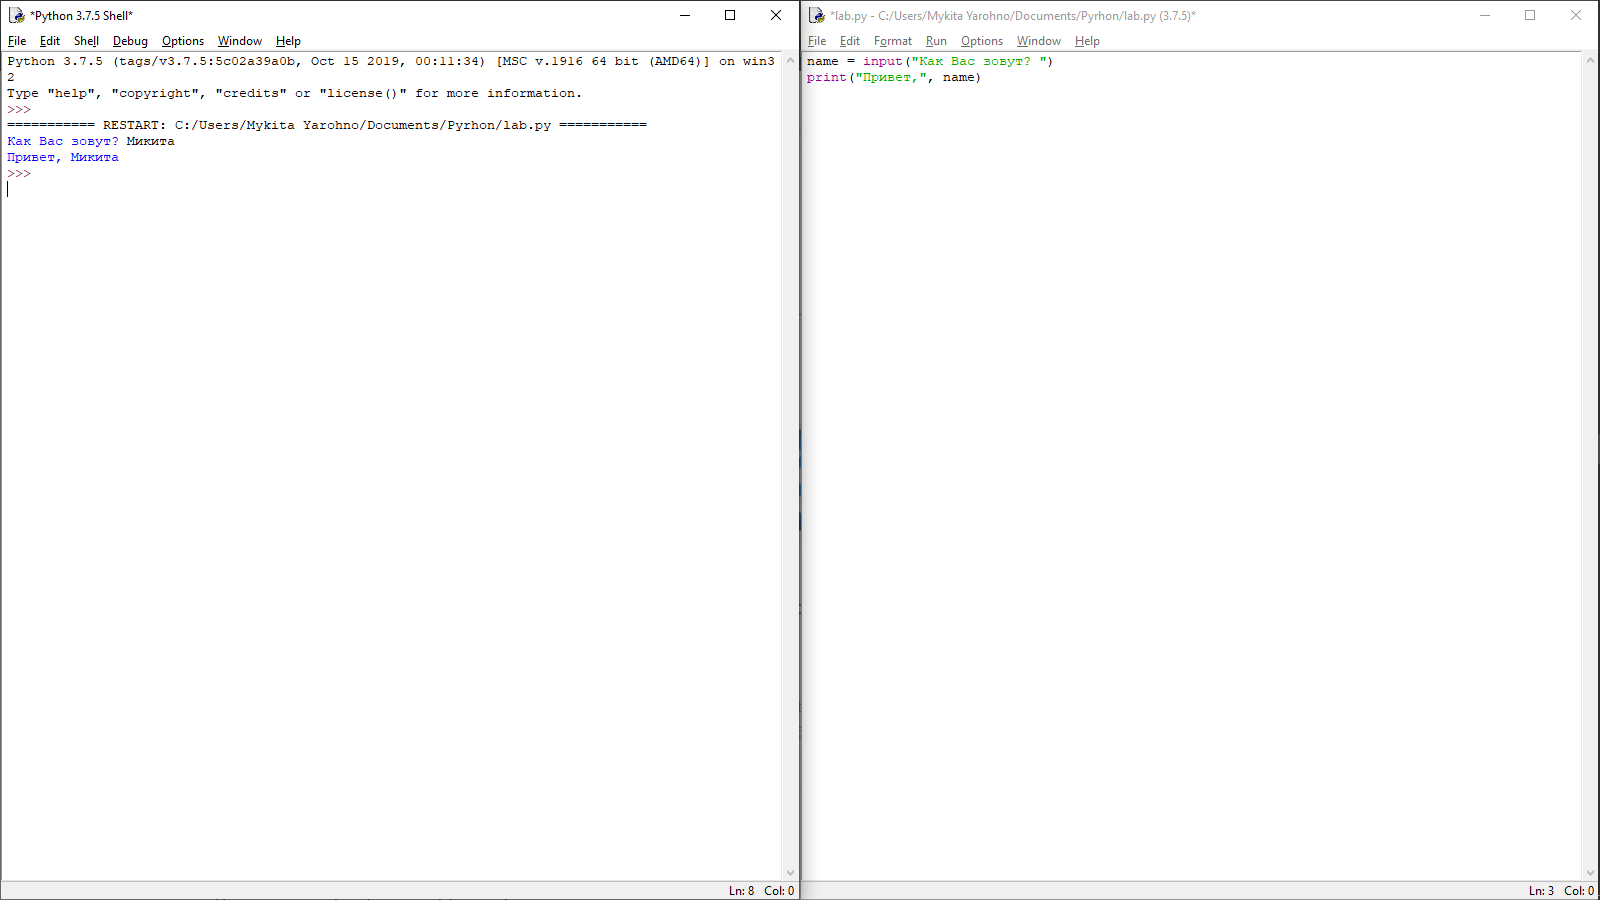 *Python 3.7.5 Shell*
File Edit Shell Debug Options Window Help
Python 3.7.5 (tags/v3.7.5:5c02a39a0b, Oct 15 2019, 00:11:34) [MSC v.1916 64 bit (AMD64)] on win3
2
Type "help", "copyright", "credits" or "license()" for more information.
>>>
=========== RESTART: C:/Users/Mykita Yarohno/Documents/Pyrhon/lab.py ===========
Как Вас зовут? Микита
Привет, Микита
>>>
Ln: 8 Col: 0
*lab.py - C:/Users/Mykita Yarohno/Documents/Pyrhon/lab.py (3.7.5)*
File Edit Format Run Options Window Help
name = input("Как Вас зовут? ")
print("Привет,", name)
Ln: 3 Col: 0